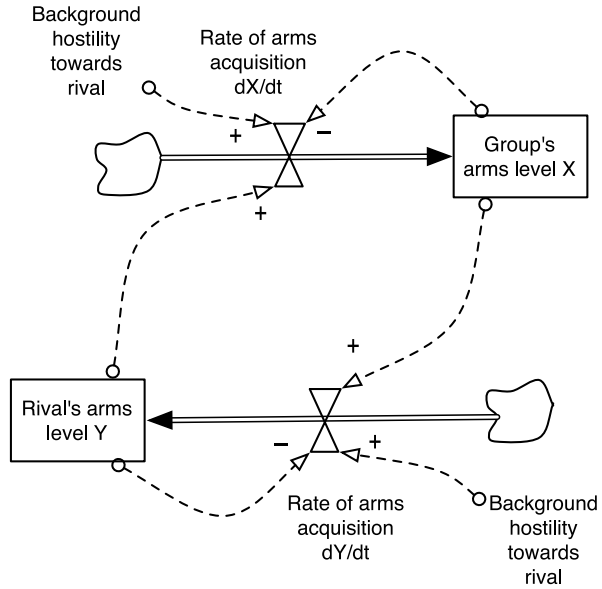 Background
hostility
towards
rival
Rate of arms
acquisition
dX/dt
+
−
Group's
arms level X
+
+
Rival's arms
level Y
−
+
Rate of arms
acquisition
dY/dt
Background
hostility
towards
rival